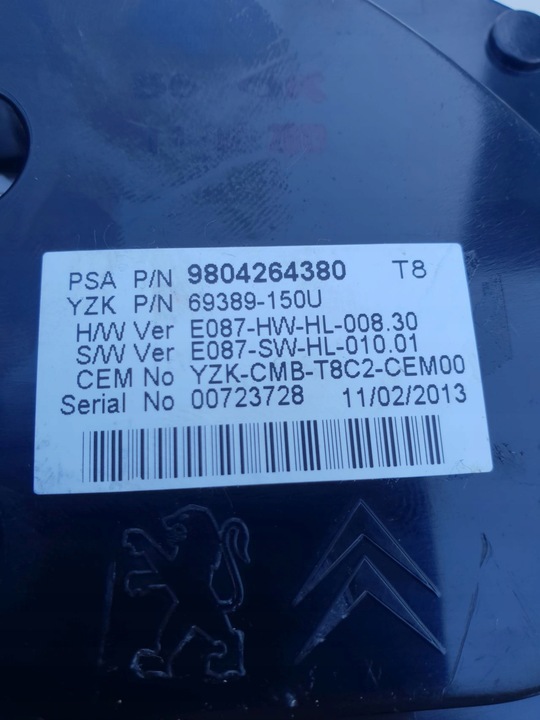 PSA P/N 9804264380 T8
YZK P/N 69389-150U
H/W Ver E087-HW-HL-008.30
S/W Ver E087-SW-HL-010.01
CEM No YZK-CMB-T8C2-CEM00
Serial No 00723728 11/02/2013